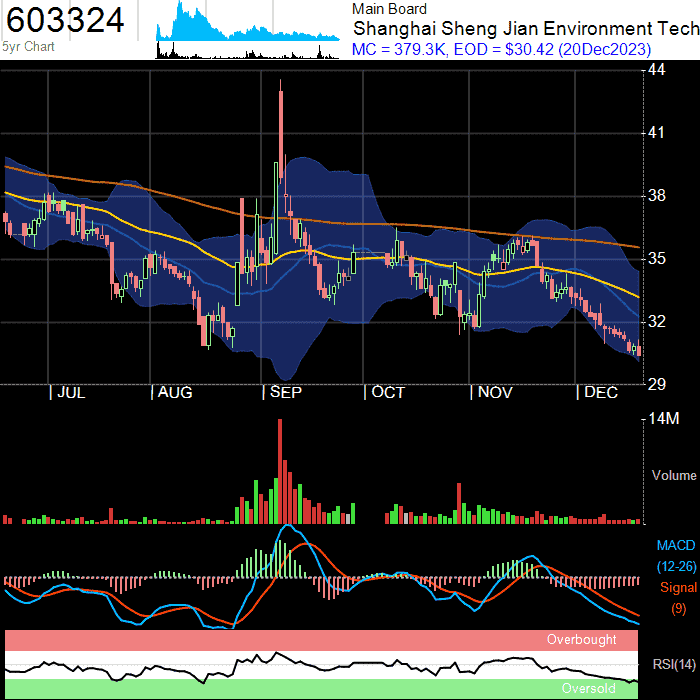 603324
5yr Chart
Main Board
Shanghai Sheng Jian Environment Tech
MC = 379.3K, EOD = $30.42 (20Dec2023)
44
41
38
35
32
29
| JUL | AUG | SEP | OCT | NOV | DEC
14M
Volume
MACD
(12-26)
Signal
(9)
Overbought
RSI(14)
Oversold